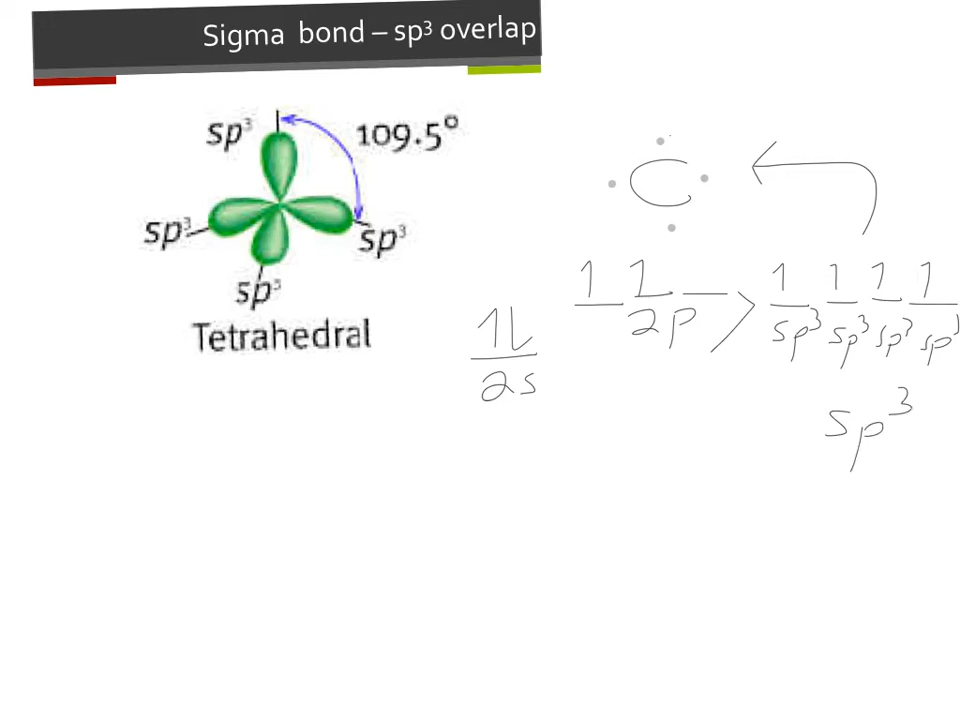 Sigma bond – sp³ overlap
sp³
109.5°
sp³
sp³
sp³
Tetrahedral
C
1 1
2p
1 1 1 1
sp³ sp³ sp³ sp³
1L
2s
sp³